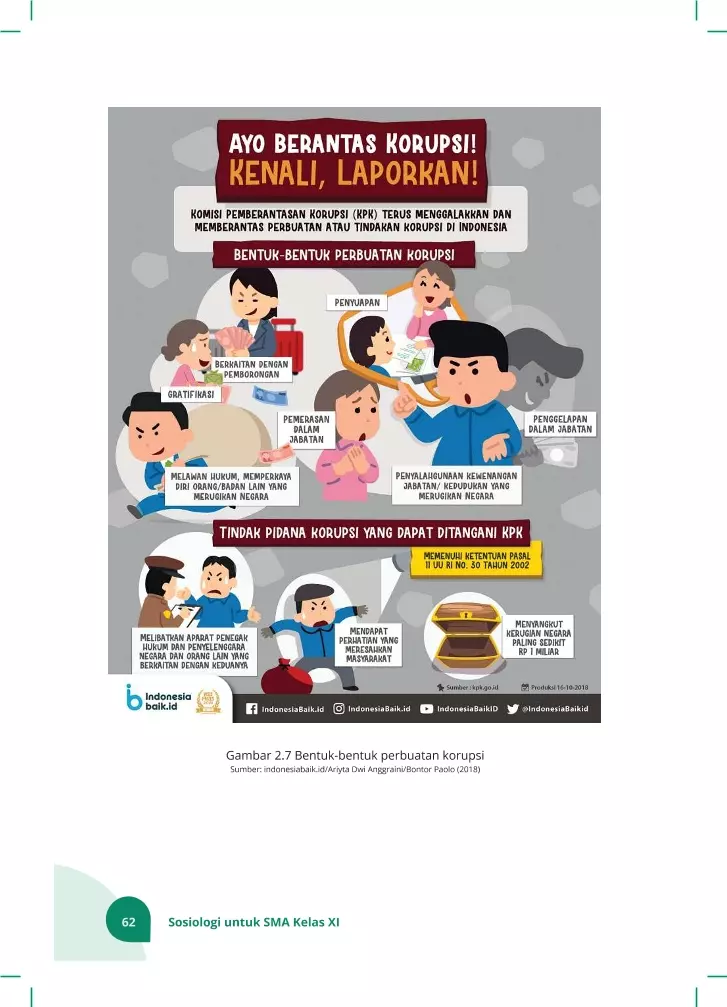 AYO BERANTAS KORUPSI!
KENALI, LAPORKAN!
KOMISI PEMBERANTASAN KORUPSI (KPK) TERUS MENGGALAKKAN DAN
MEMBERANTAS PERBUATAN ATAU TINDAKAN KORUPSI DI INDONESIA
BENTUK-BENTUK PERBUATAN KORUPSI
PENYUAPAN
BERKAITAN DENGAN
PEMBORONGAN
GRATIFIKASI
PEMERASAN
DALAM
JABATAN
PENGGELAPAN
DALAM JABATAN
MELAWAN HUKUM, MEMPERKAYA
DIRI ORANG/BADAN LAIN YANG
MERUGIKAN NEGARA
PENYALAHGUNAAN KEWENANGAN
JABATAN/ KEDUDUKAN YANG
MERUGIKAN NEGARA
TINDAK PIDANA KORUPSI YANG DAPAT DITANGANI KPK
MEMENUHI KETENTUAN PASAL
11 UU RI NO. 30 TAHUN 2002
MELIBATKAN APARAT PENEGAK
HUKUM DAN PENYELENGGARA
NEGARA DAN ORANG LAIN YANG
BERKAITAN DENGAN KEDUANYA
MENDAPAT
PERHATIAN YANG
MERESAHKAN
MASYARAKAT
MENYANGKUT
KERUGIAN NEGARA
PALING SEDIKIT
RP 1 MILIAR
Sumber : kpk.go.id
Produksi 16-10-2018
Indonesia
baik.id
IndonesiaBaik.id
IndonesiaBaik.id
IndonesiaBaikID
@IndonesiaBaikid
Gambar 2.7 Bentuk-bentuk perbuatan korupsi
Sumber: indonesiabaik.id/Ariyta Dwi Anggraini/Bontor Paolo (2018)
62
Sosiologi untuk SMA Kelas XI